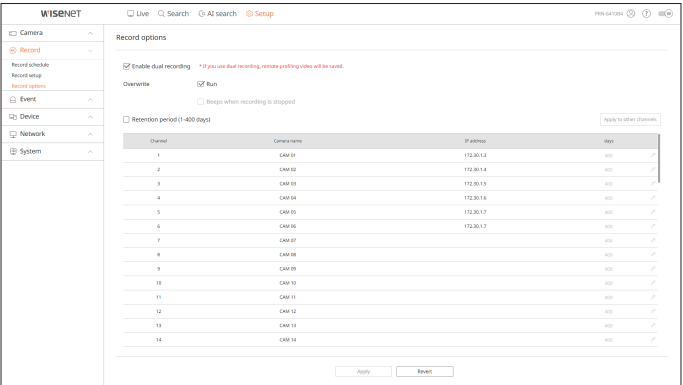 WISENET
Live Search AI search Setup
PRN-6410B4
Camera
Record
Record schedule
Record setup
Record options
Event
Device
Network
System
Record options
Enable dual recording * If you use dual recording, remote profiling video will be saved.
Overwrite Run
Beeps when recording is stopped
Retention period (1-400 days) Apply to other channels
Channel Camera name IP address days
1 CAM 01 172.30.1.3 400
2 CAM 02 172.30.1.4 400
3 CAM 03 172.30.1.5 400
4 CAM 04 172.30.1.6 400
5 CAM 05 172.30.1.7 400
6 CAM 06 172.30.1.7 400
7 CAM 07 400
8 CAM 08 400
9 CAM 09 400
10 CAM 10 400
11 CAM 11 400
12 CAM 12 400
13 CAM 13 400
14 CAM 14 400
Apply Revert